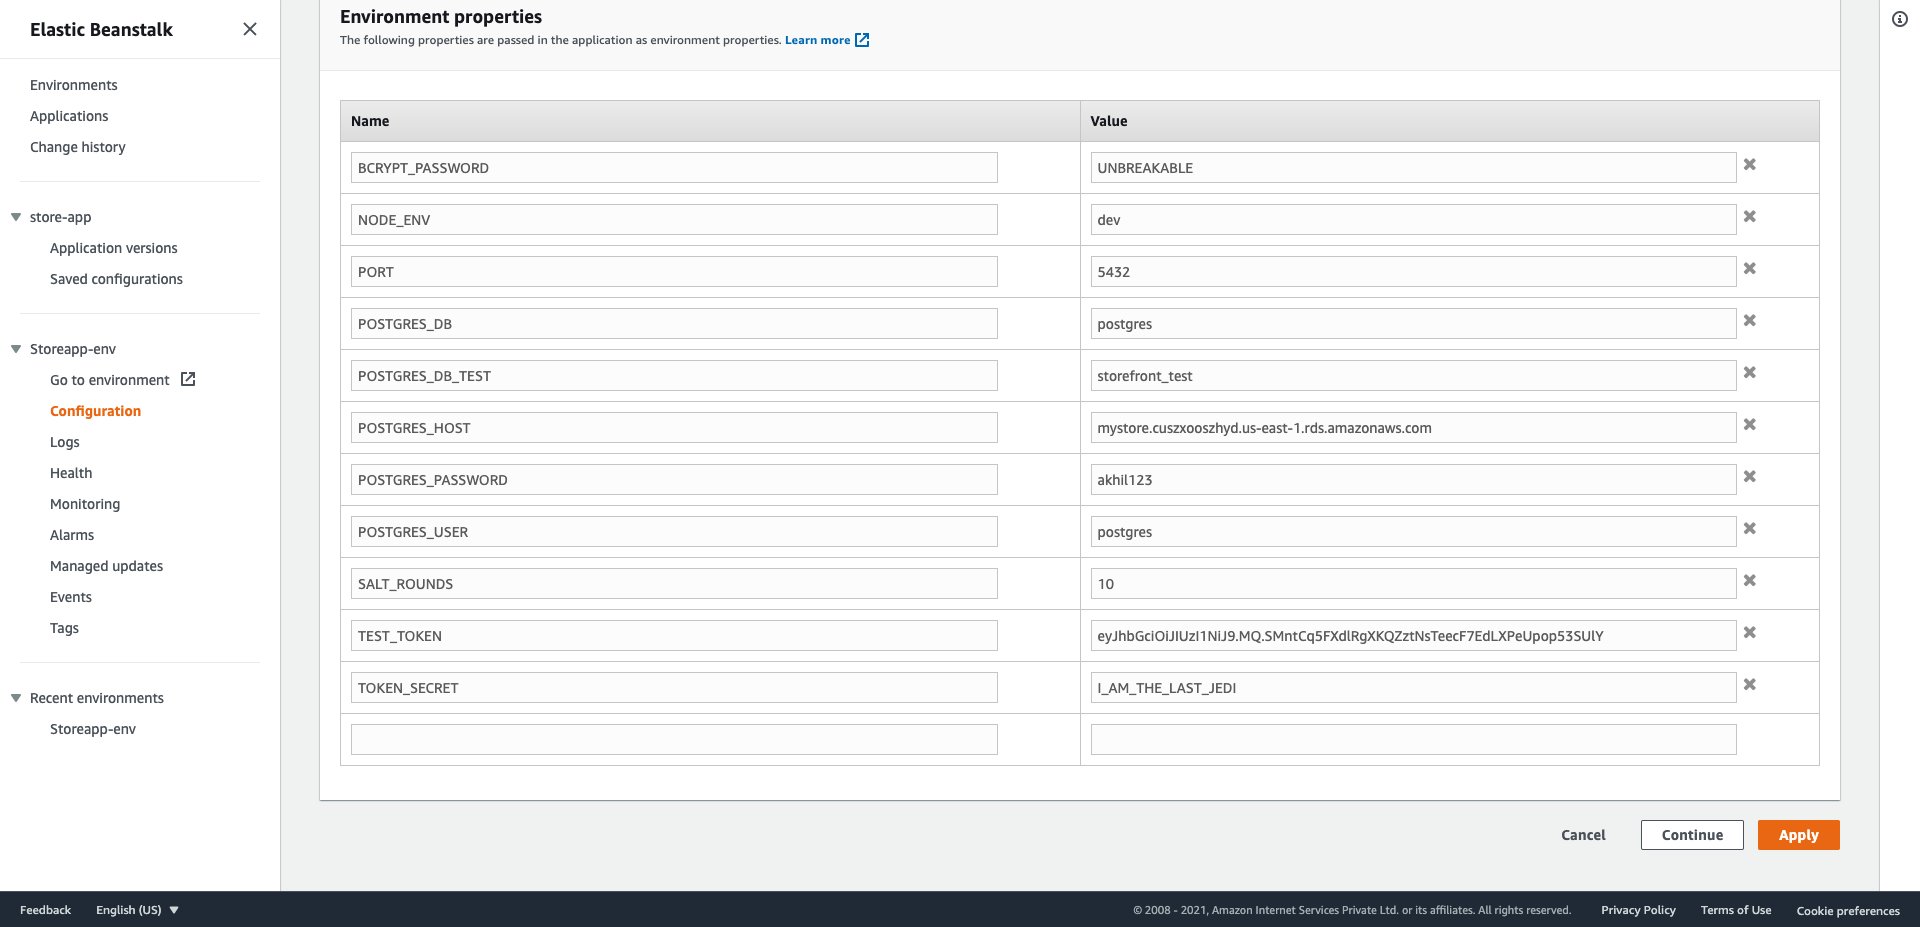 Elastic Beanstalk
Environments
Applications
Change history
store-app
Application versions
Saved configurations
Storeapp-env
Go to environment
Configuration
Logs
Health
Monitoring
Alarms
Managed updates
Events
Tags
Recent environments
Storeapp-env
Environment properties
The following properties are passed in the application as environment properties. Learn more
Name Value
BCRYPT_PASSWORD UNBREAKABLE
NODE_ENV dev
PORT 5432
POSTGRES_DB postgres
POSTGRES_DB_TEST storefront_test
POSTGRES_HOST mystore.cuszxooszhyd.us-east-1.rds.amazonaws.com
POSTGRES_PASSWORD akhil123
POSTGRES_USER postgres
SALT_ROUNDS 10
TEST_TOKEN eyJhbGciOiJIUzI1NiJ9.MQ.SMntCq5FXdlRgXKQZztNsTeecF7EdLXPeUpop53SUlY
TOKEN_SECRET I_AM_THE_LAST_JEDI
Cancel Continue Apply
Feedback English (US) © 2008 - 2021, Amazon Internet Services Private Ltd. or its affiliates. All rights reserved. Privacy Policy Terms of Use Cookie preferences